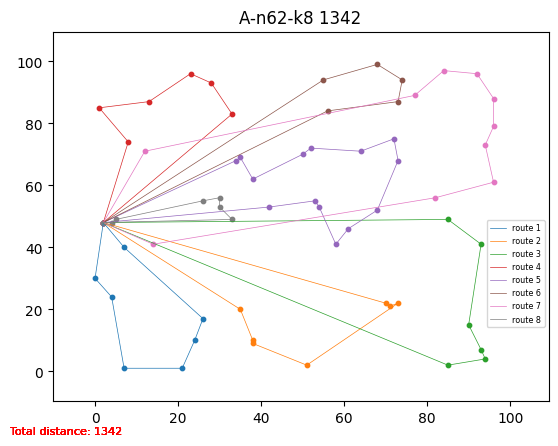 A-n62-k8 1342
100
80
60
40
20
0
0 20 40 60 80 100
route 1
route 2
route 3
route 4
route 5
route 6
route 7
route 8
Total distance: 1342